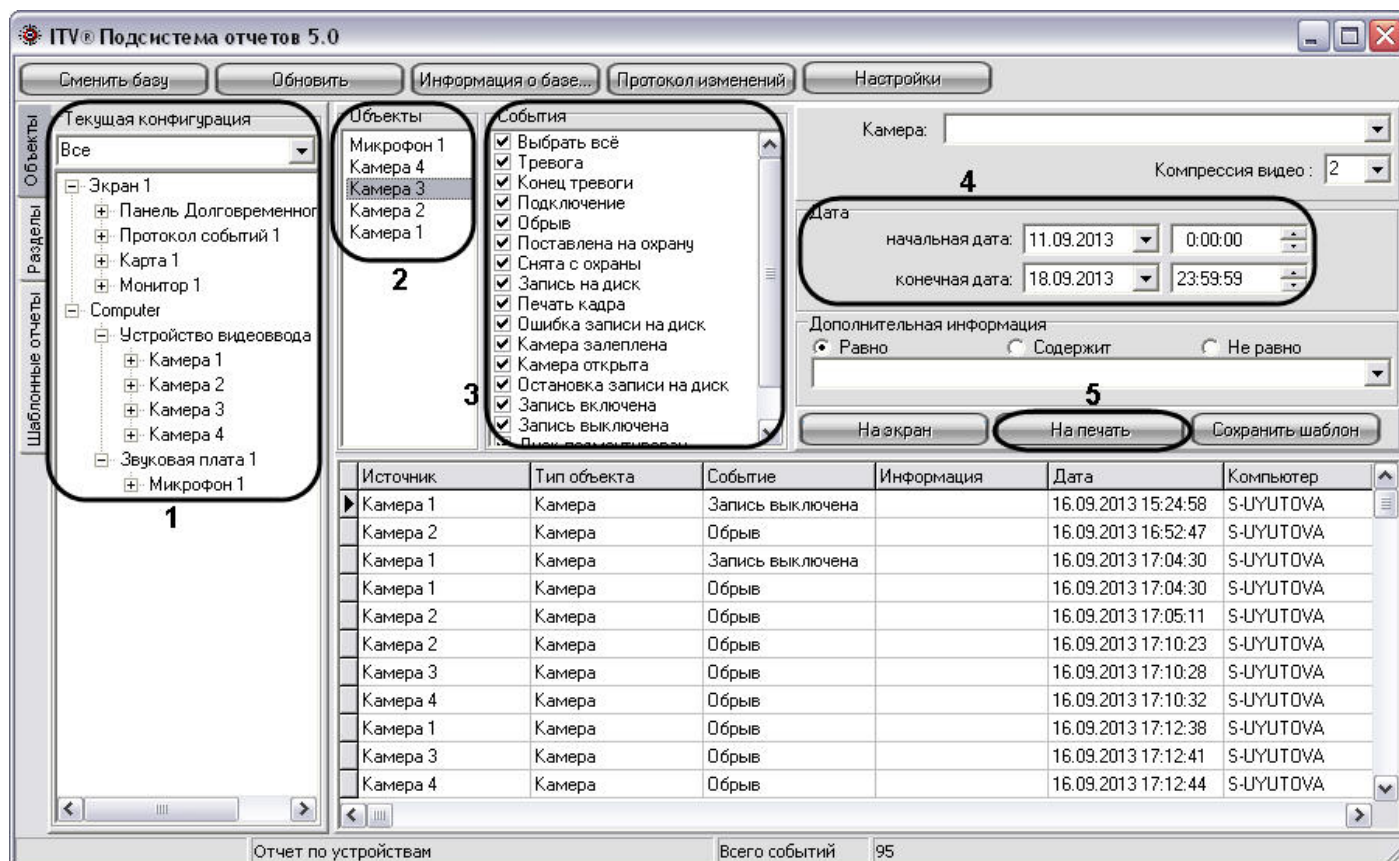 ITV® Подсистема отчетов 5.0
Сменить базу Обновить Информация о базе... Протокол изменений Настройки
Объекты
Разделы
Шаблонные отчеты
Текущая конфигурация
Все
Экран 1
Панель Долговременног
Протокол событий 1
Карта 1
Монитор 1
Computer
Устройство видеоввода
Камера 1
Камера 2
Камера 3
Камера 4
Звуковая плата 1
Микрофон 1
1
Объекты
Микрофон 1
Камера 4
Камера 3
Камера 2
Камера 1
2
События
Выбрать всё
Тревога
Конец тревоги
Подключение
Обрыв
Поставлена на охрану
Снята с охраны
Запись на диск
Печать кадра
Ошибка записи на диск
Камера залеплена
Камера открыта
Остановка записи на диск
Запись включена
Запись выключена
3
Камера:
Компрессия видео : 2
4
Дата
начальная дата: 11.09.2013 0:00:00
конечная дата: 18.09.2013 23:59:59
Дополнительная информация
Равно Содержит Не равно
5
На экран На печать Сохранить шаблон
Источник Тип объекта Событие Информация Дата Компьютер
Камера 1 Камера Запись выключена 16.09.2013 15:24:58 S-UYUTOVA
Камера 2 Камера Обрыв 16.09.2013 16:52:47 S-UYUTOVA
Камера 1 Камера Запись выключена 16.09.2013 17:04:30 S-UYUTOVA
Камера 1 Камера Обрыв 16.09.2013 17:04:30 S-UYUTOVA
Камера 2 Камера Обрыв 16.09.2013 17:05:11 S-UYUTOVA
Камера 2 Камера Обрыв 16.09.2013 17:10:23 S-UYUTOVA
Камера 3 Камера Обрыв 16.09.2013 17:10:28 S-UYUTOVA
Камера 4 Камера Обрыв 16.09.2013 17:10:32 S-UYUTOVA
Камера 1 Камера Обрыв 16.09.2013 17:12:38 S-UYUTOVA
Камера 3 Камера Обрыв 16.09.2013 17:12:41 S-UYUTOVA
Камера 4 Камера Обрыв 16.09.2013 17:12:44 S-UYUTOVA
Отчет по устройствам Всего событий 95